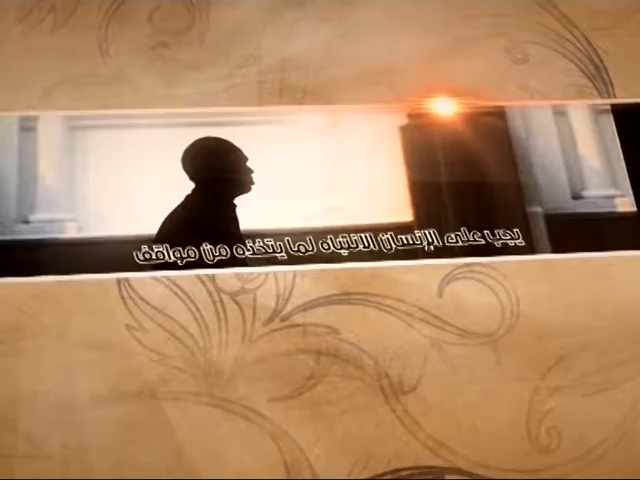 يجب على الإنسان الانتباه لما يتخذه من مواقف